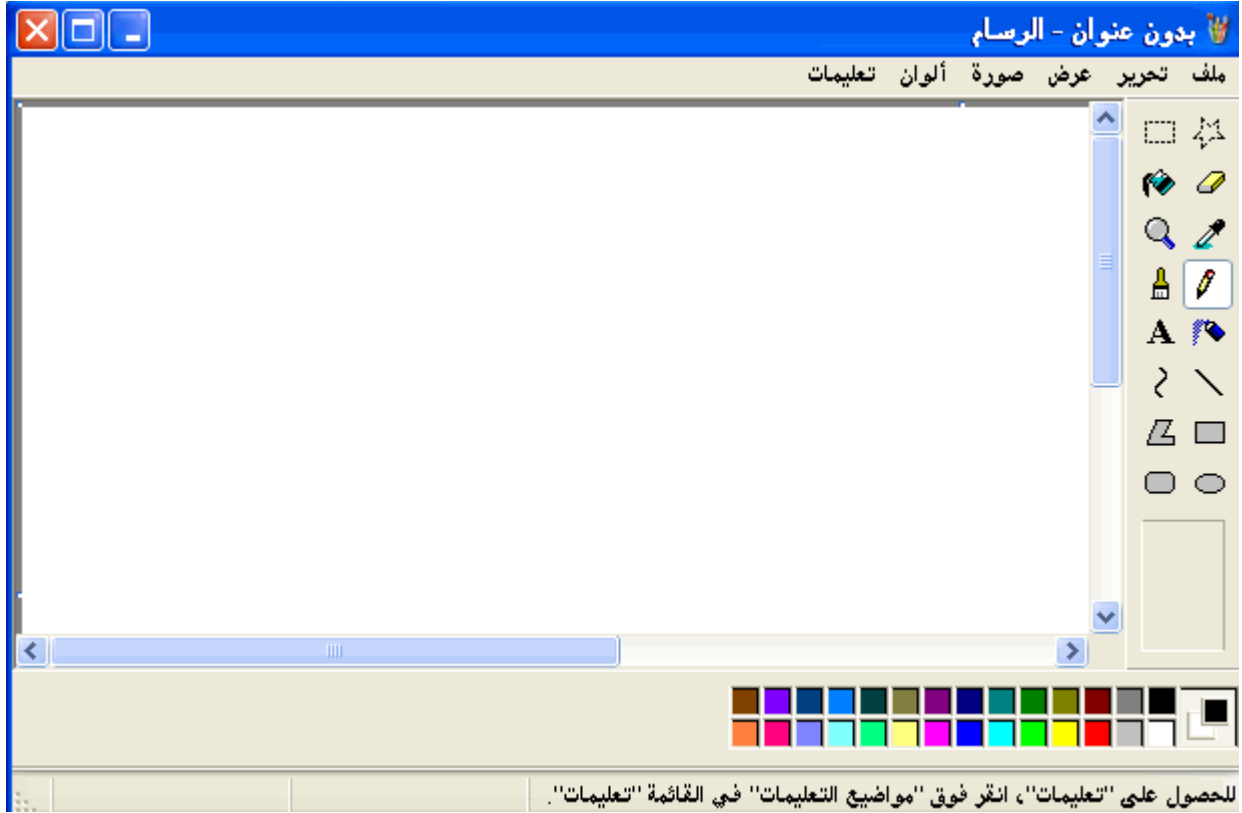 بدون عنوان - الرسام
ملف تحرير عرض صورة ألوان تعليمات
A
للحصول على "تعليمات"، انقر فوق "مواضيع التعليمات" في القائمة "تعليمات".